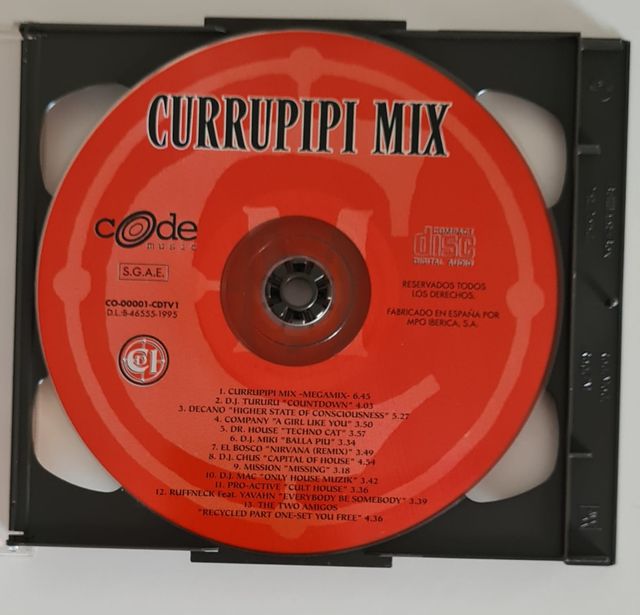 CURRUPIPI MIX
code
music
S.G.A.E.
CO-00001-CDTV1
D.L.:B-46555-1995
COMPACT
disc
DIGITAL AUDIO
RESERVADOS TODOS
LOS DERECHOS.
FABRICADO EN ESPAÑA POR
MPO IBERICA, S.A.
1. CURRUPIPI MIX -MEGAMIX- 6.45
2. D.J. TURURU "COUNTDOWN" 4.03
3. DECANO "HIGHER STATE OF CONSCIOUSNESS" 5.27
4. COMPANY "A GIRL LIKE YOU" 3.50
5. DR. HOUSE "TECHNO CAT" 3.57
6. D.J. MIKI "BALLA PIU" 3.34
7. EL BOSCO "NIRVANA (REMIX)" 3.49
8. D.J. CHUS "CAPITAL OF HOUSE" 4.54
9. MISSION "MISSING" 3.18
10. D.J. MAC "ONLY HOUSE MUZIK" 3.42
11. PRO-ACTIVE "CULT HOUSE" 3.36
12. RUFFNECK Feat. YAVAHN "EVERYBODY BE SOMEBODY" 3.39
13. THE TWO AMIGOS
"RECYCLED PART ONE-SET YOU FREE" 4.36